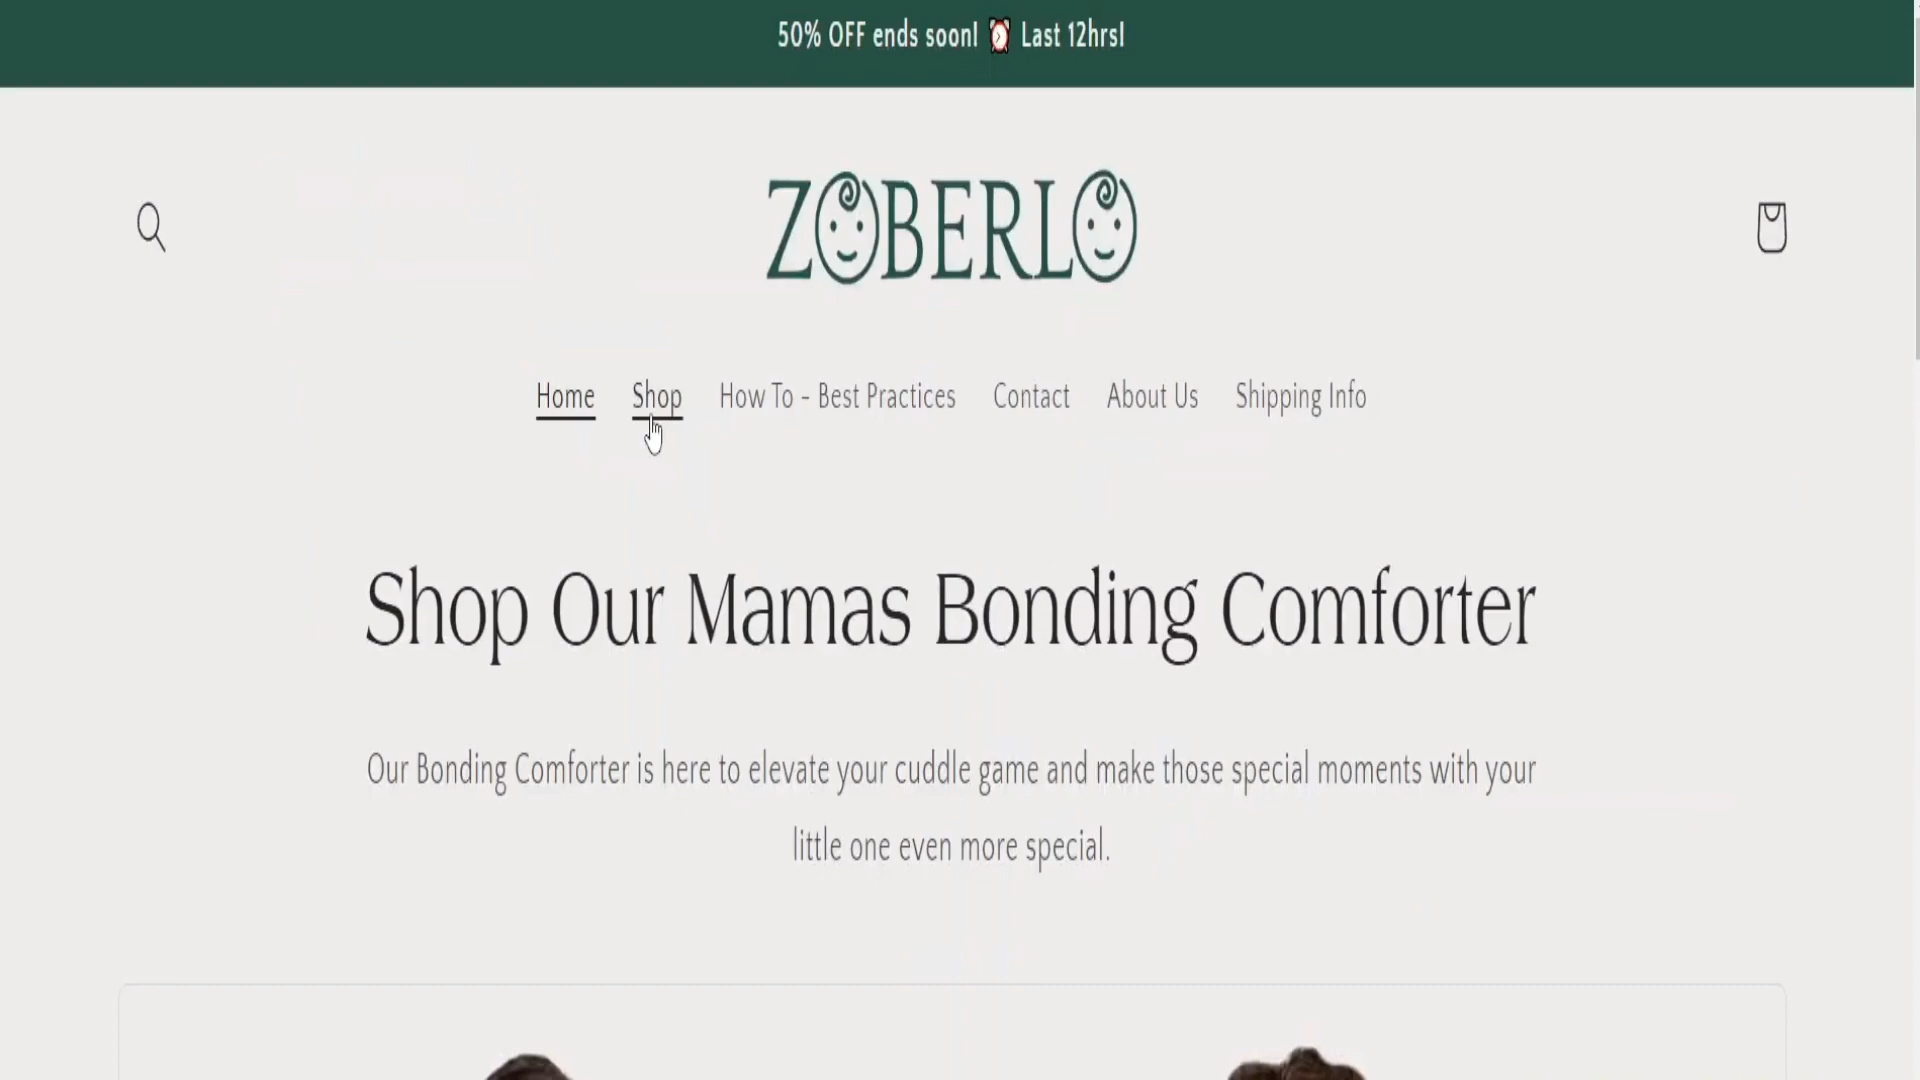 50% OFF ends soon! ⏰ Last 12hrs!
ZOBERLO
Home Shop How To - Best Practices Contact About Us Shipping Info
Shop Our Mamas Bonding Comforter
Our Bonding Comforter is here to elevate your cuddle game and make those special moments with your
little one even more special.